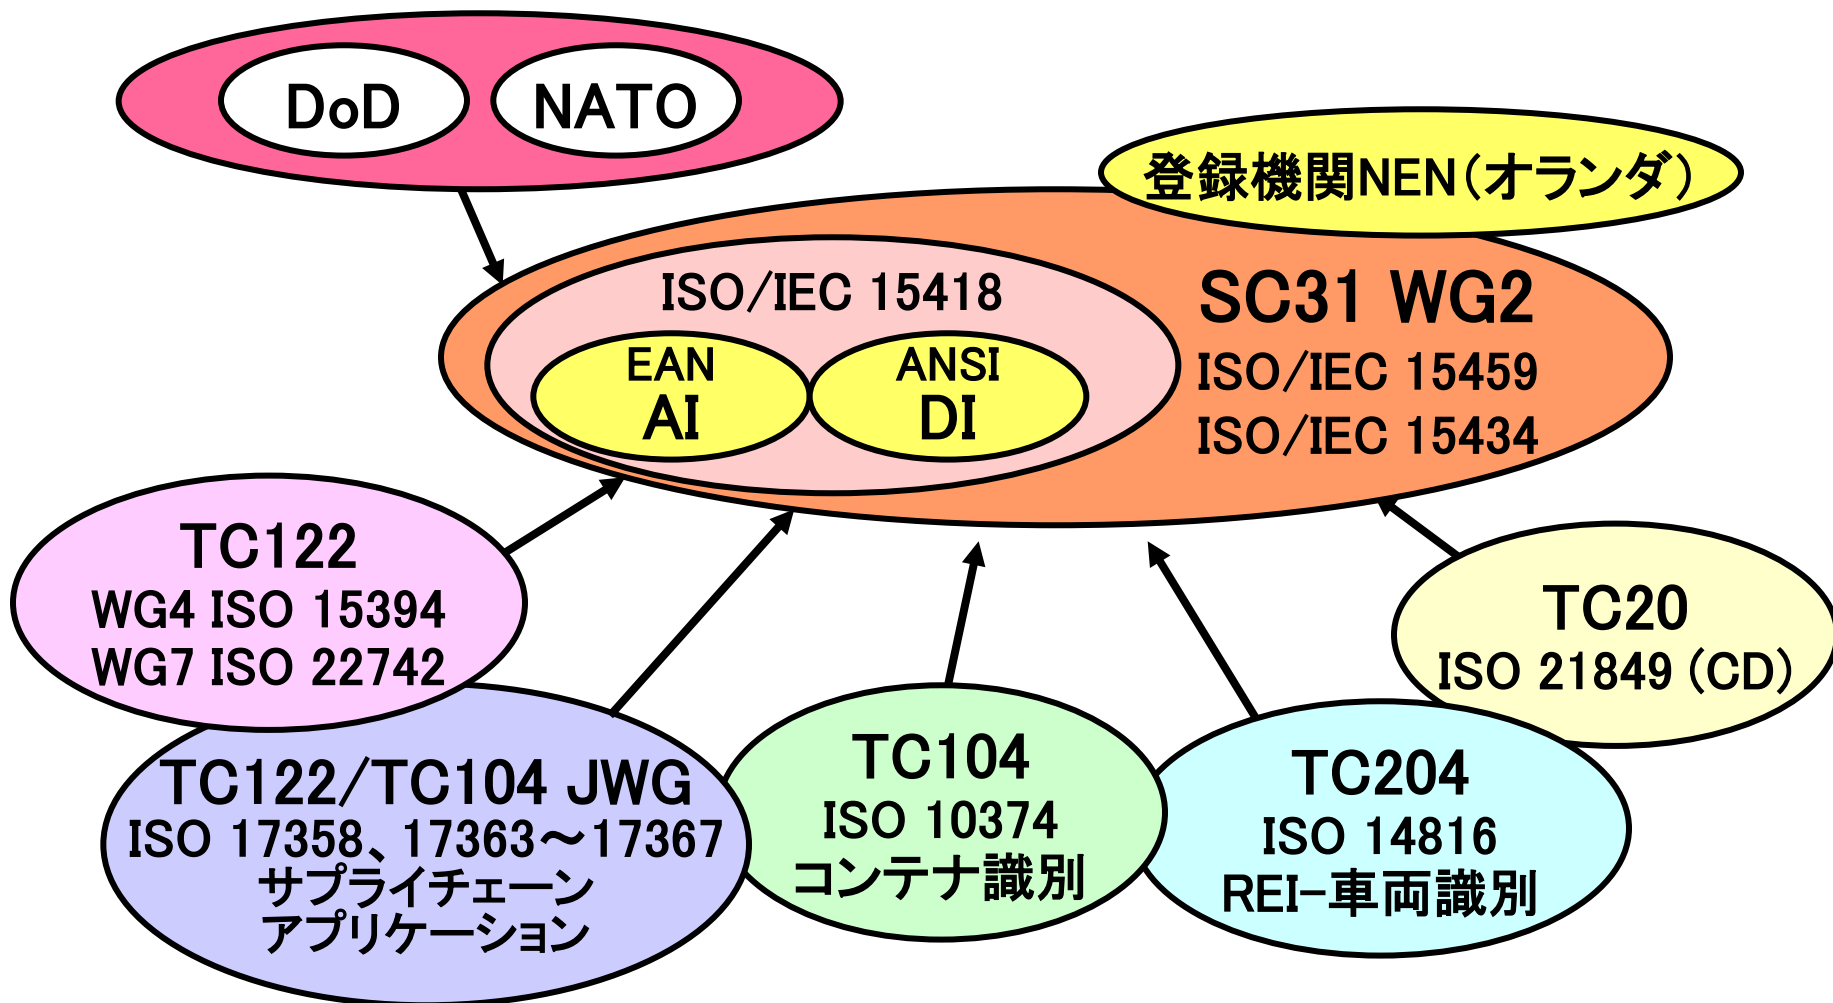 DoD
NATO
登録機関NEN(オランダ)
ISO/IEC 15418
EAN
AI
ANSI
DI
SC31 WG2
ISO/IEC 15459
ISO/IEC 15434
TC122
WG4 ISO 15394
WG7 ISO 22742
TC20
ISO 21849 (CD)
TC122/TC104 JWG
ISO 17358、17363～17367
サプライチェーン
アプリケーション
TC104
ISO 10374
コンテナ識別
TC204
ISO 14816
REI-車両識別